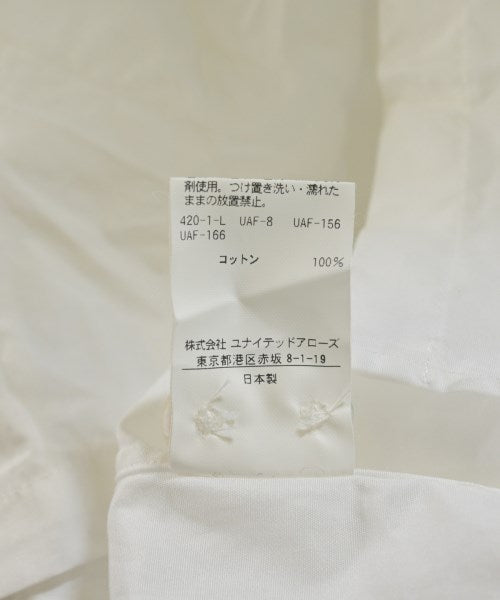 剤使用。つけ置き洗い・濡れた
ままの放置禁止。
420-1-L UAF-8 UAF-156
UAF-166
コットン 100%
株式会社 ユナイテッドアローズ
東京都港区赤坂 8-1-19
日本製